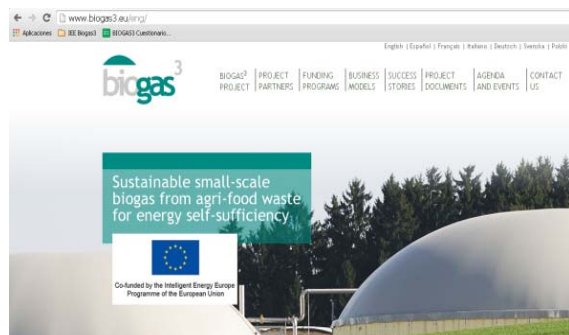 www.biogas3.eu/eng/
Aplicaciones IEE Biogas3 BIOGAS3 Cuestionario...
English | Español | Français | Italiano | Deutsch | Svenska | Polski
biogas3
BIOGAS3 PROJECT
PROJECT PARTNERS
FUNDING PROGRAMS
BUSINESS MODELS
SUCCESS STORIES
PROJECT DOCUMENTS
AGENDA AND EVENTS
CONTACT US
Sustainable small-scale
biogas from agri-food waste
for energy self-sufficiency
Co-funded by the Intelligent Energy Europe
Programme of the European Union